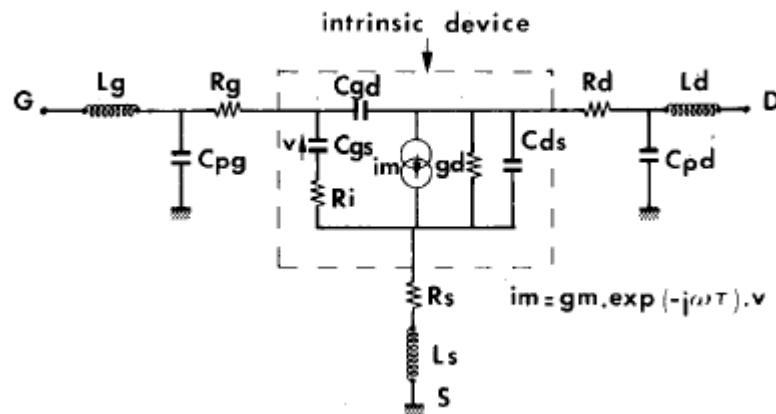 intrinsic device
Lg Rg Cgd Rd Ld
G D
v Cgs im gd Cds
Cpg Ri Cpd
Rs im=gm.exp(-jωτ).v
Ls
S